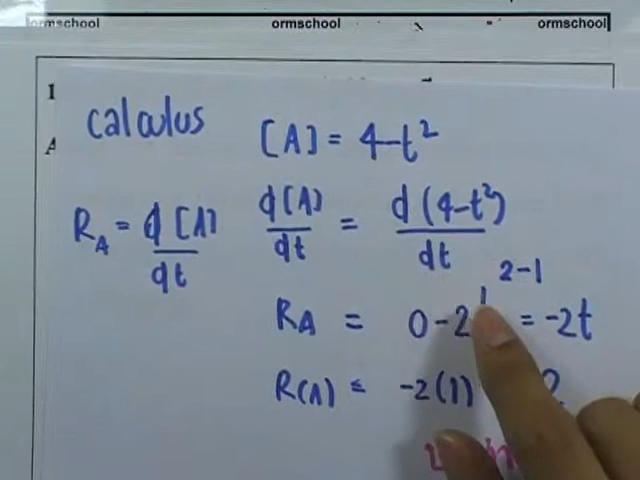 ormschool ormschool ormschool
1
A
calculus [A] = 4-t²
R_A = d[A]/dt d[A]/dt = d(4-t²)/dt
2-1
R_A = 0-2 = -2t
R(A) = -2(1)